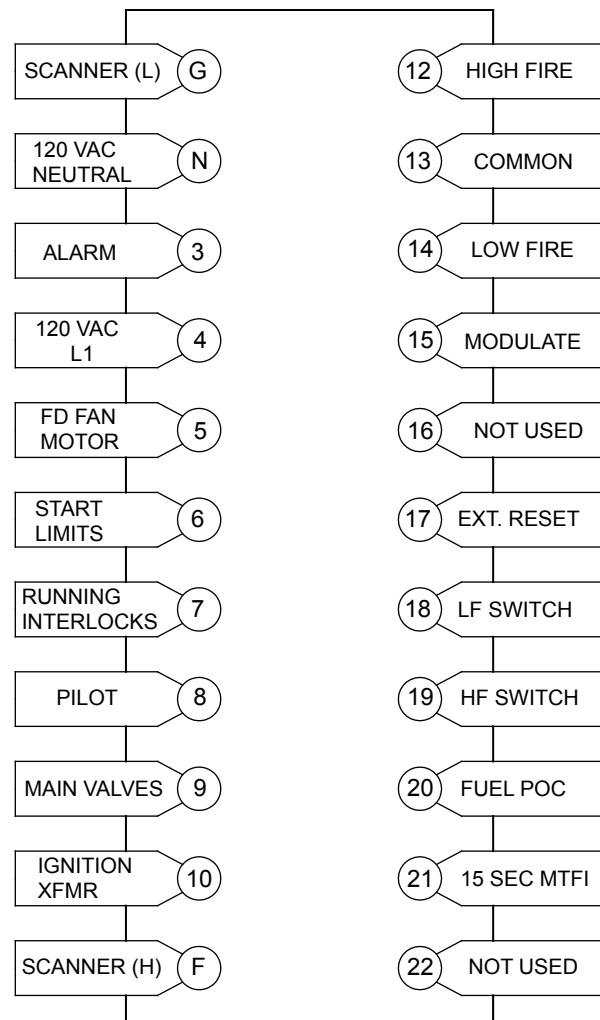 SCANNER (L) G
120 VAC
NEUTRAL N
ALARM 3
120 VAC
L1 4
FD FAN
MOTOR 5
START
LIMITS 6
RUNNING
INTERLOCKS 7
PILOT 8
MAIN VALVES 9
IGNITION
XFMR 10
SCANNER (H) F
12 HIGH FIRE
13 COMMON
14 LOW FIRE
15 MODULATE
16 NOT USED
17 EXT. RESET
18 LF SWITCH
19 HF SWITCH
20 FUEL POC
21 15 SEC MTFI
22 NOT USED